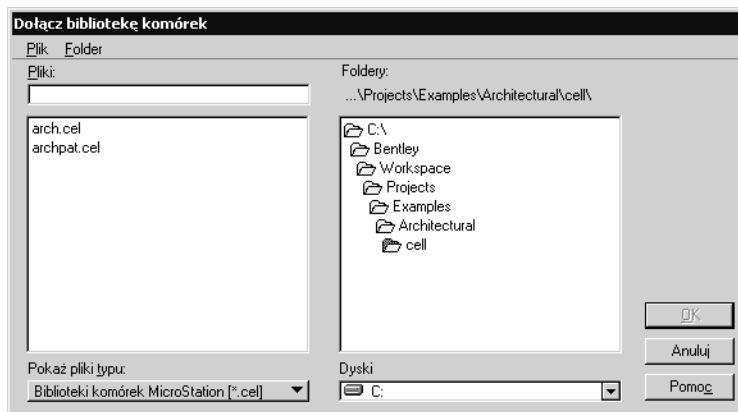 Dołącz bibliotekę komórek
Plik Folder
Pliki:
arch.cel
archpat.cel
Pokaż pliki typu:
Biblioteki komórek MicroStation [*.cel]
Foldery:
...\Projects\Examples\Architectural\cell\
C:\
Bentley
Workspace
Projects
Examples
Architectural
cell
Dyski
C:
OK
Anuluj
Pomoc